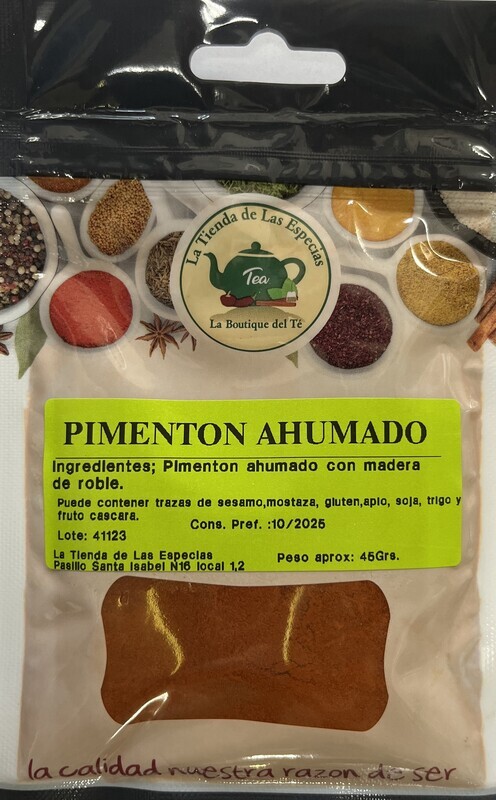 La Tienda de Las Especias
Tea
La Boutique del Té
PIMENTON AHUMADO
Ingredientes; Pimenton ahumado con madera
de roble.
Puede contener trazas de sesamo,mostaza, gluten,apio, soja, trigo y
fruto cascara.
Cons. Pref. :10/2025
Lote: 41123
La Tienda de Las Especias
Peso aprox: 45Grs.
Pasillo Santa Isabel N16 local 1,2
la calidad nuestra razon de ser